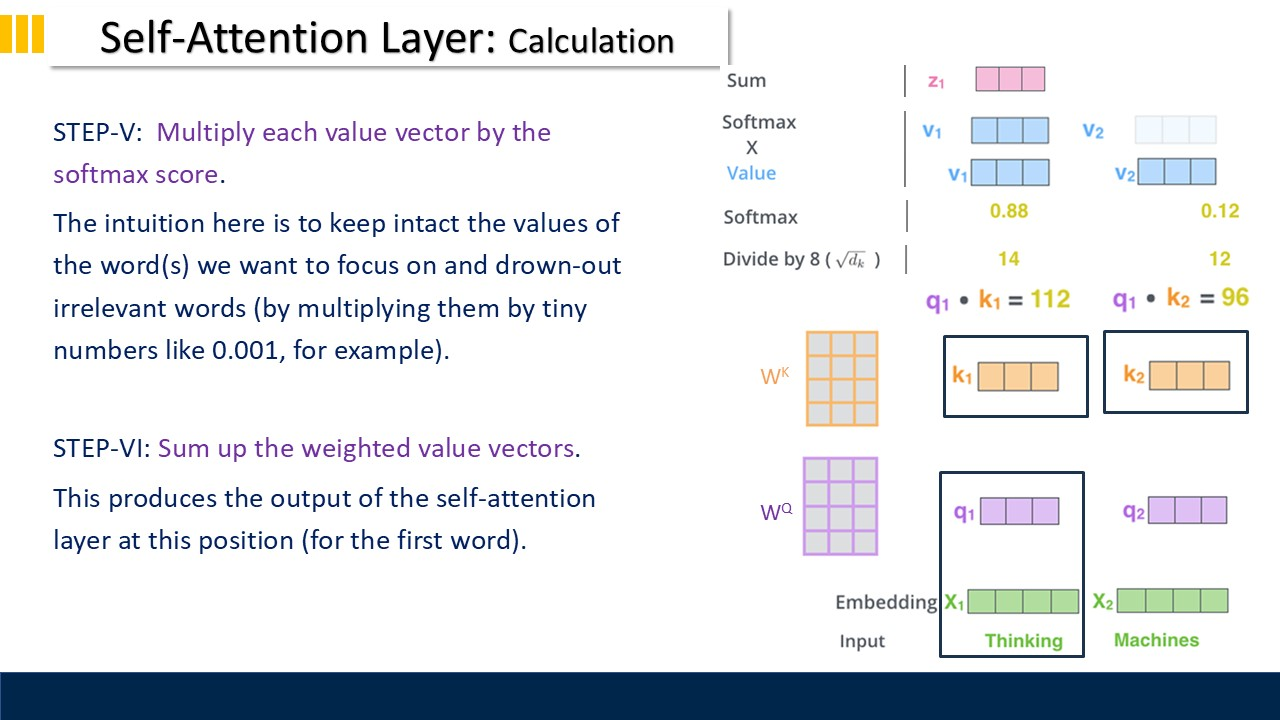 Self-Attention Layer: Calculation
STEP-V: Multiply each value vector by the
softmax score.
The intuition here is to keep intact the values of
the word(s) we want to focus on and drown-out
irrelevant words (by multiplying them by tiny
numbers like 0.001, for example).
STEP-VI: Sum up the weighted value vectors.
This produces the output of the self-attention
layer at this position (for the first word).
Sum z₁
Softmax v₁ v₂
X
Value v₁ v₂
Softmax 0.88 0.12
Divide by 8 ( √dₖ ) 14 12
q₁ • k₁ = 112 q₁ • k₂ = 96
Wᴷ k₁ k₂
W^Q q₁ q₂
Embedding X₁ X₂
Input Thinking Machines